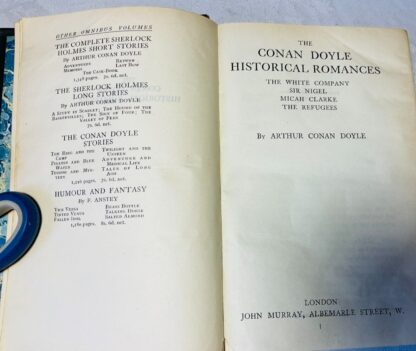 OTHER OMNIBUS VOLUMES
THE COMPLETE SHERLOCK
HOLMES SHORT STORIES
By ARTHUR CONAN DOYLE
ADVENTURES RETURN
MEMOIRS LAST BOW
THE CASE-BOOK
1,336 pages. 7s. 6d. net.
THE SHERLOCK HOLMES
LONG STORIES
By ARTHUR CONAN DOYLE
A STUDY IN SCARLET; THE HOUND OF THE
BASKERVILLES; THE SIGN OF FOUR; THE
VALLEY OF FEAR
7s. 6d. net.
THE CONAN DOYLE
STORIES
THE RING AND THE TWILIGHT AND THE
CAMP UNSEEN
PIRATES AND BLUE ADVENTURE AND
WATER MEDICAL LIFE
TERROR AND MYS- TALES OF LONG
TERY AGO
pages. 7s. 6d. net.
HUMOUR AND FANTASY
By F. ANSTEY
VICE VERSA BRASS BOTTLE
TINTED VENUS TALKING HORSE
FALLEN IDOL SALTED ALMOND
1,180 pages. 8s. 6d. net.
THE
CONAN DOYLE
HISTORICAL ROMANCES
THE WHITE COMPANY
SIR NIGEL
MICAH CLARKE
THE REFUGEES
By ARTHUR CONAN DOYLE
LONDON
JOHN MURRAY, ALBEMARLE STREET, W.